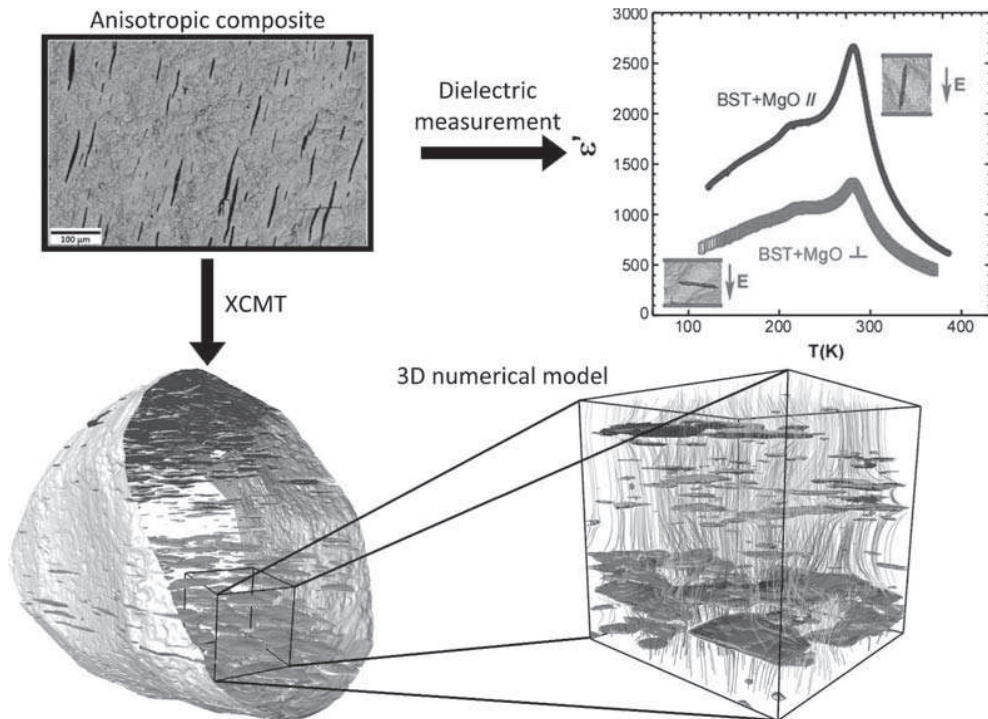 Anisotropic composite
100 μm
Dielectric
measurement
XCMT
3D numerical model
ε'
3000
2500
2000
1500
1000
500
0
BST+MgO //
E
BST+MgO ⊥
E
100
200
300
400
T(K)